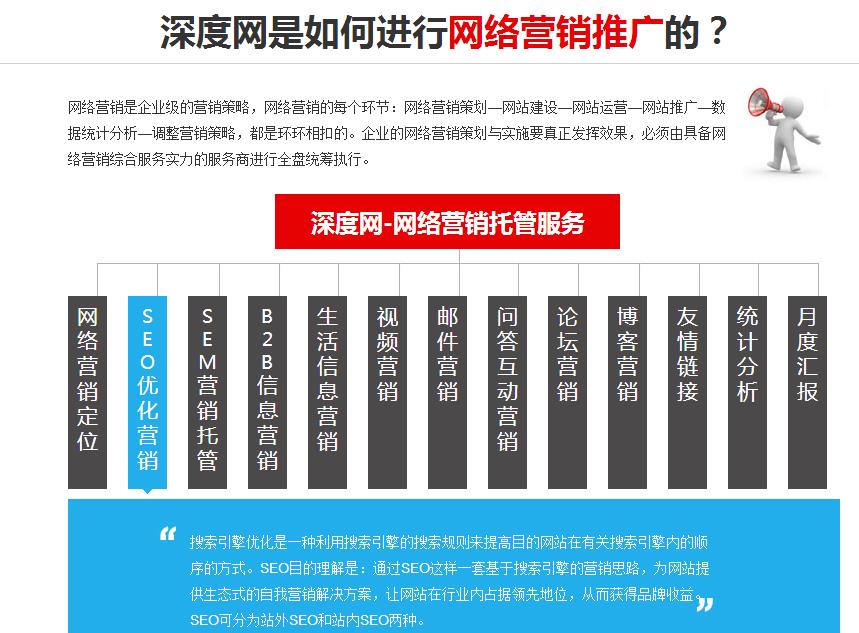 深度网是如何进行网络营销推广的？
网络营销是企业级的营销策略，网络营销的每个环节：网络营销策划—网站建设—网站运营—网站推广—数
据统计分析—调整营销策略，都是环环相扣的。企业的网络营销策划与实施要真正发挥效果，必须由具备网
络营销综合服务实力的服务商进行全盘统筹执行。
深度网-网络营销托管服务
网络营销定位
SEO优化营销
SEM营销托管
B2B信息营销
生活信息营销
视频营销
邮件营销
问答互动营销
论坛营销
博客营销
友情链接
统计分析
月度汇报
“ 搜索引擎优化是一种利用搜索引擎的搜索规则来提高目的网站在有关搜索引擎内的顺
序的方式。SEO目的理解是：通过SEO这样一套基于搜索引擎的营销思路，为网站提
供生态式的自我营销解决方案，让网站在行业内占据领先地位，从而获得品牌收益。 ”
SEO可分为站外SEO和站内SEO两种。